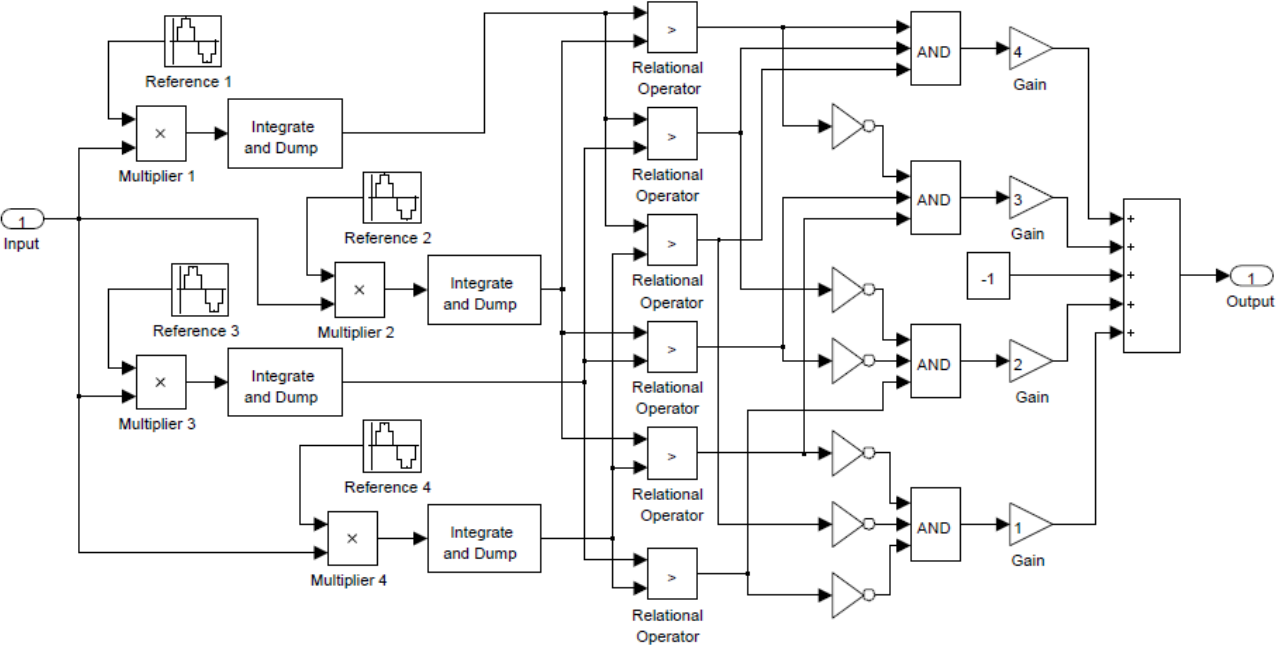 Reference 1
×
Multiplier 1
Integrate
and Dump
1
Input
Reference 2
×
Multiplier 2
Integrate
and Dump
Reference 3
×
Multiplier 3
Integrate
and Dump
Reference 4
×
Multiplier 4
Integrate
and Dump
>
Relational
Operator
>
Relational
Operator
>
Relational
Operator
>
Relational
Operator
>
Relational
Operator
>
Relational
Operator
AND
AND
AND
AND
4
Gain
3
Gain
-1
2
Gain
1
Gain
+
+
+
+
+
1
Output